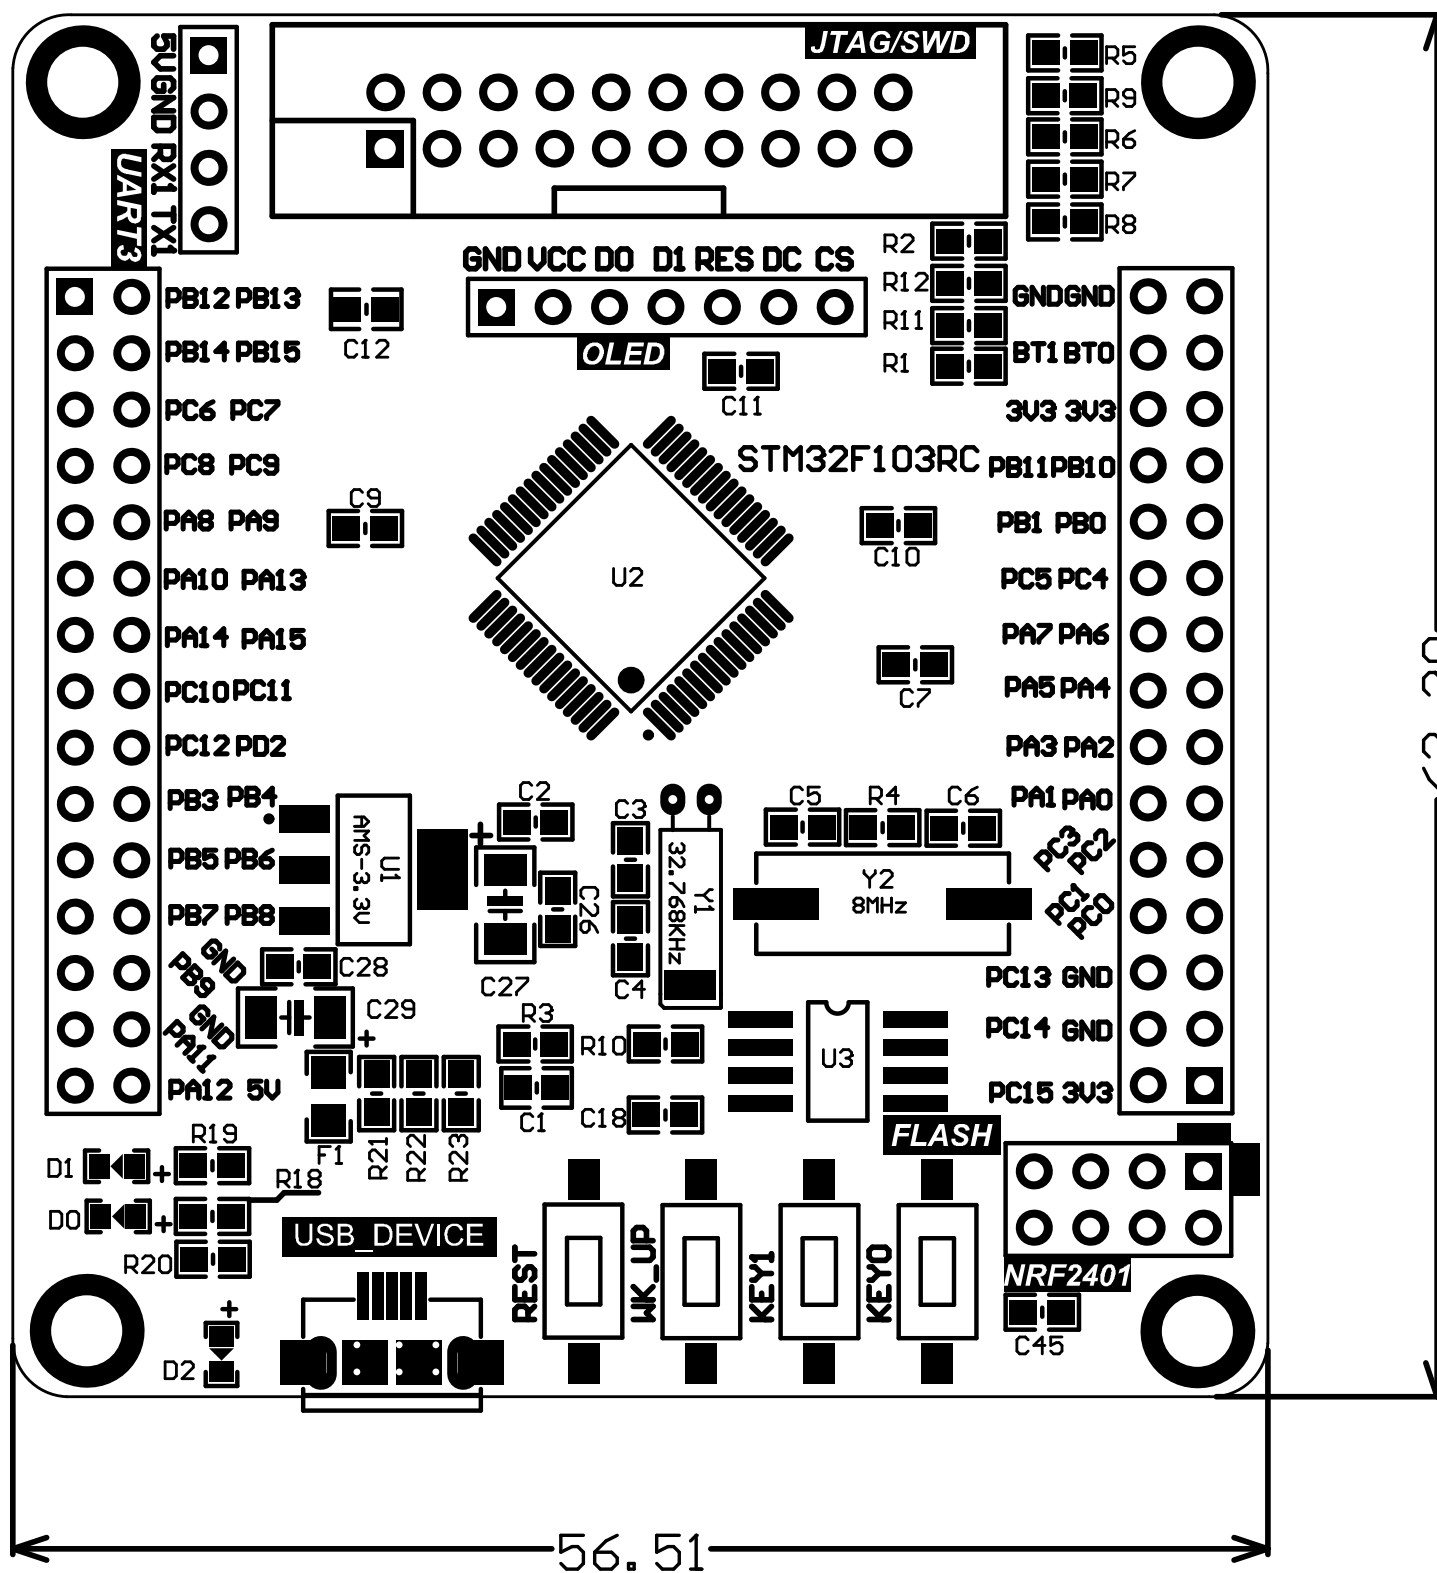 JTAG/SWD
5V GND RX1 TX1
UART3
R5
R9
R6
R7
R8
R2
R12
R11
R1
GND VCC D0 D1 RES DC CS
OLED
C12
C11
C9
STM32F103RC
C10
U2
C7
PB12 PB13
PB14 PB15
PC6 PC7
PC8 PC9
PA8 PA9
PA10 PA13
PA14 PA15
PC10 PC11
PC12 PD2
PB3 PB4
PB5 PB6
PB7 PB8
PB9 GND
PA11 GND
PA12 5V
GND GND
BT1 BT0
3V3 3V3
PB11 PB10
PB1 PB0
PC5 PC4
PA7 PA6
PA5 PA4
PA3 PA2
PA1 PA0
PC3 PC2
PC1 PC0
PC13 GND
PC14 GND
PC15 3V3
AMS-3.3V
U1
+
C2
C3
C5
R4
C6
C26
C27
C4
32.768KHz
Y1
Y2
8MHz
C28
C29
+
R3
R10
C1
C18
U3
FLASH
F1
R21
R22
R23
R19
D1
+
R18
D0
+
R20
+
D2
USB_DEVICE
REST
WK_UP
KEY1
KEY0
NRF2401
C45
56.51